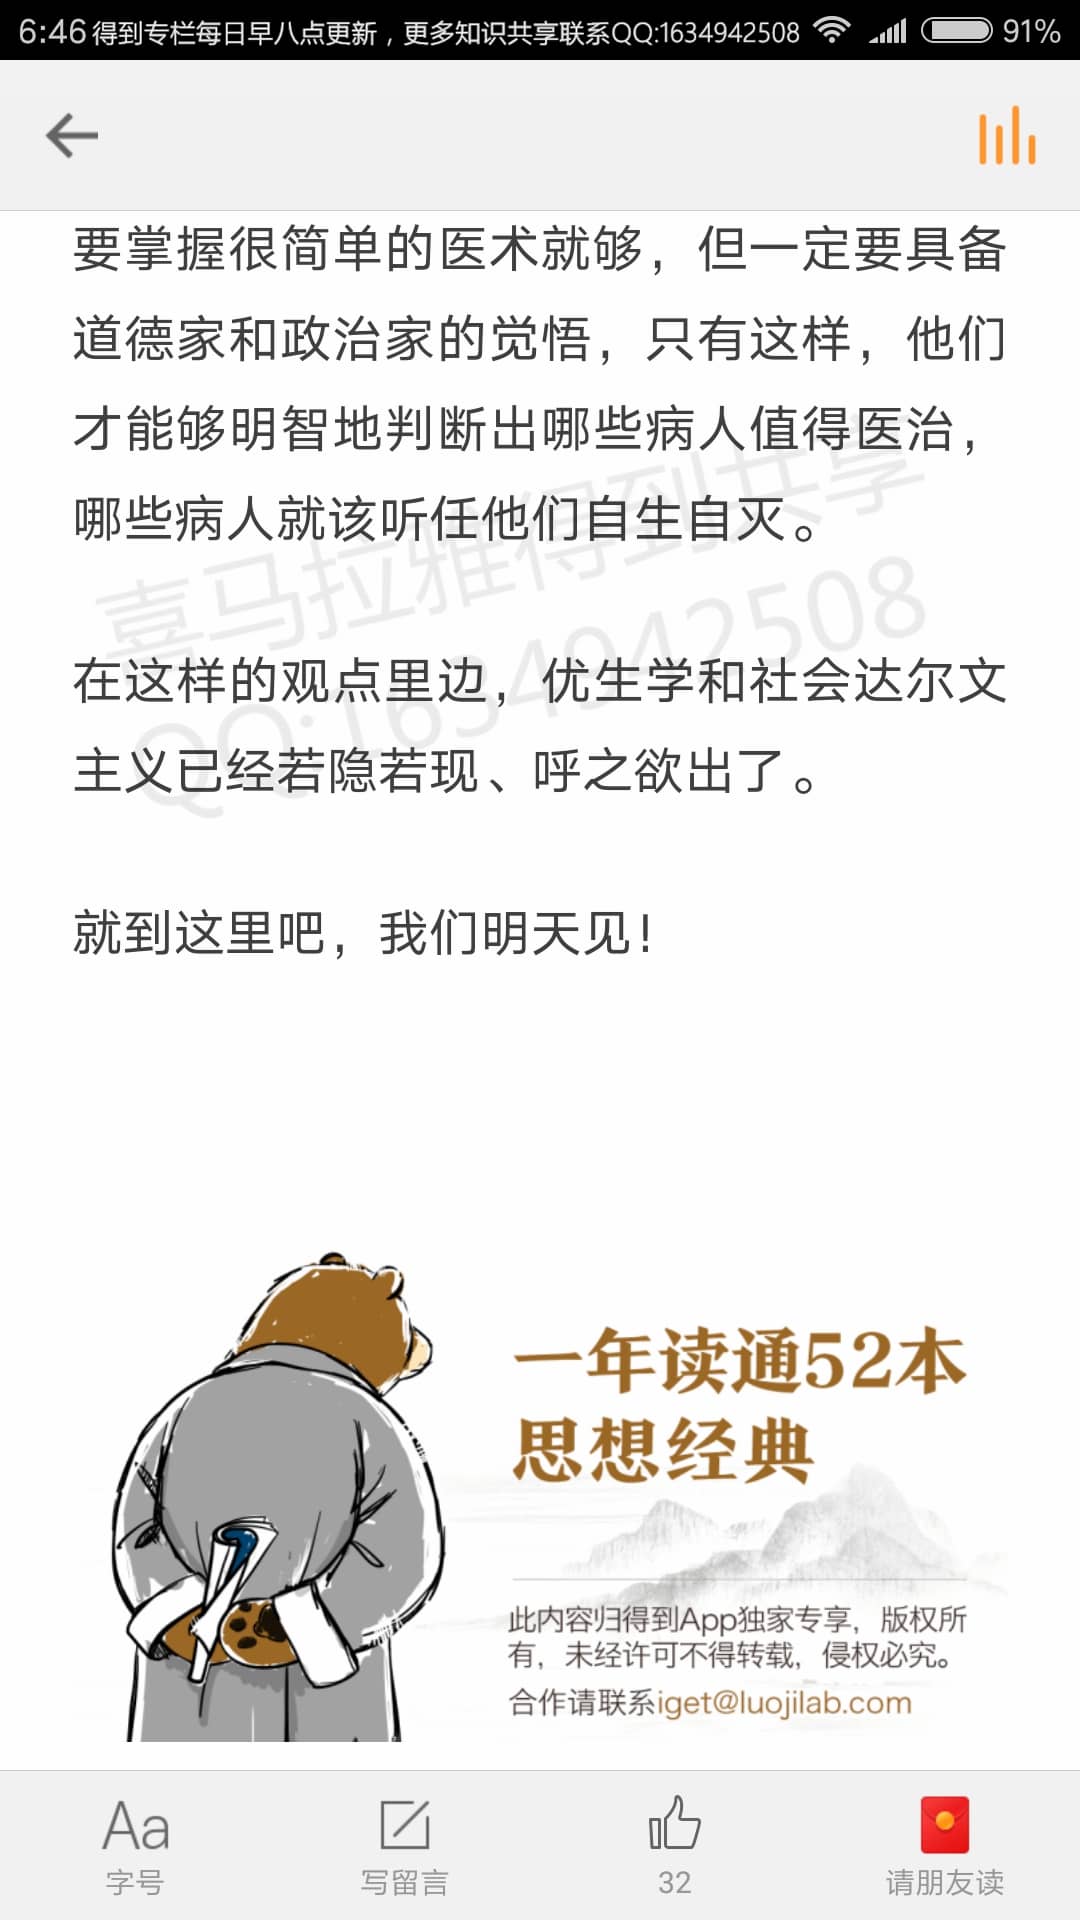 6:46 得到专栏每日早八点更新，更多知识共享联系QQ:1634942508 91%
要掌握很简单的医术就够，但一定要具备
道德家和政治家的觉悟，只有这样，他们
才能够明智地判断出哪些病人值得医治，
哪些病人就该听任他们自生自灭。
喜马拉雅得到共享
QQ:1634942508
在这样的观点里边，优生学和社会达尔文
主义已经若隐若现、呼之欲出了。
就到这里吧，我们明天见！
一年读通52本
思想经典
此内容归得到App独家专享，版权所
有，未经许可不得转载，侵权必究。
合作请联系iget@luojilab.com
Aa
字号
写留言
32
请朋友读